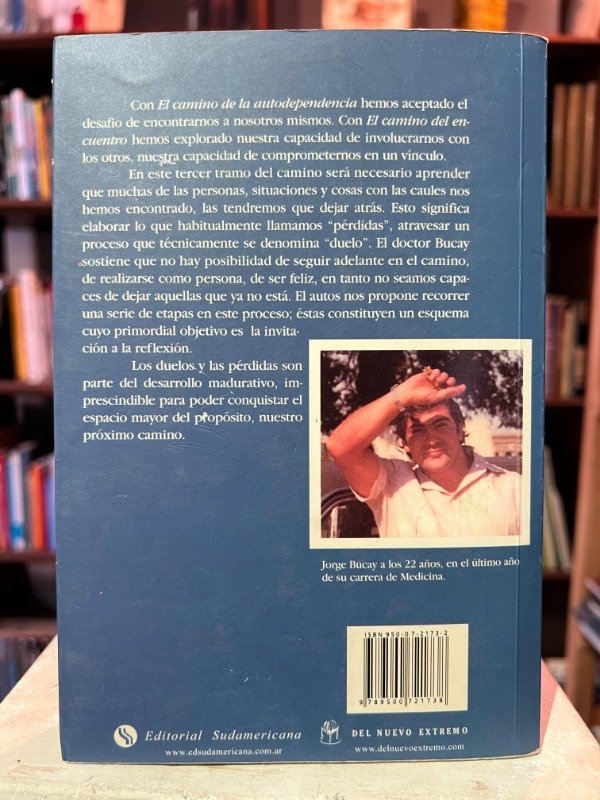 Con El camino de la autodependencia hemos aceptado el
desafío de encontrarnos a nosotros mismos. Con El camino del en-
cuentro hemos explorado nuestra capacidad de involucrarnos con
los otros, nuestra capacidad de comprometernos en un vínculo.
En este tercer tramo del camino será necesario aprender
que muchas de las personas, situaciones y cosas con las caules nos
hemos encontrado, las tendremos que dejar atrás. Esto significa
elaborar lo que habitualmente llamamos “pérdidas”, atravesar un
proceso que técnicamente se denomina “duelo”. El doctor Bucay
sostiene que no hay posibilidad de seguir adelante en el camino,
de realizarse como persona, de ser feliz, en tanto no seamos capa-
ces de dejar aquellas que ya no está. El autos nos propone recorrer
una serie de etapas en este proceso; éstas constituyen un esquema
cuyo primordial objetivo es la invita-
ción a la reflexión.
Los duelos y las pérdidas son
parte del desarrollo madurativo, im-
prescindible para poder conquistar el
espacio mayor del propósito, nuestro
próximo camino.
Jorge Bucay a los 22 años, en el último año
de su carrera de Medicina.
ISBN 950-07-2173-2
9789500721738
Editorial Sudamericana
www.edsudamericana.com.ar
DEL NUEVO EXTREMO
www.delnuevoextremo.com